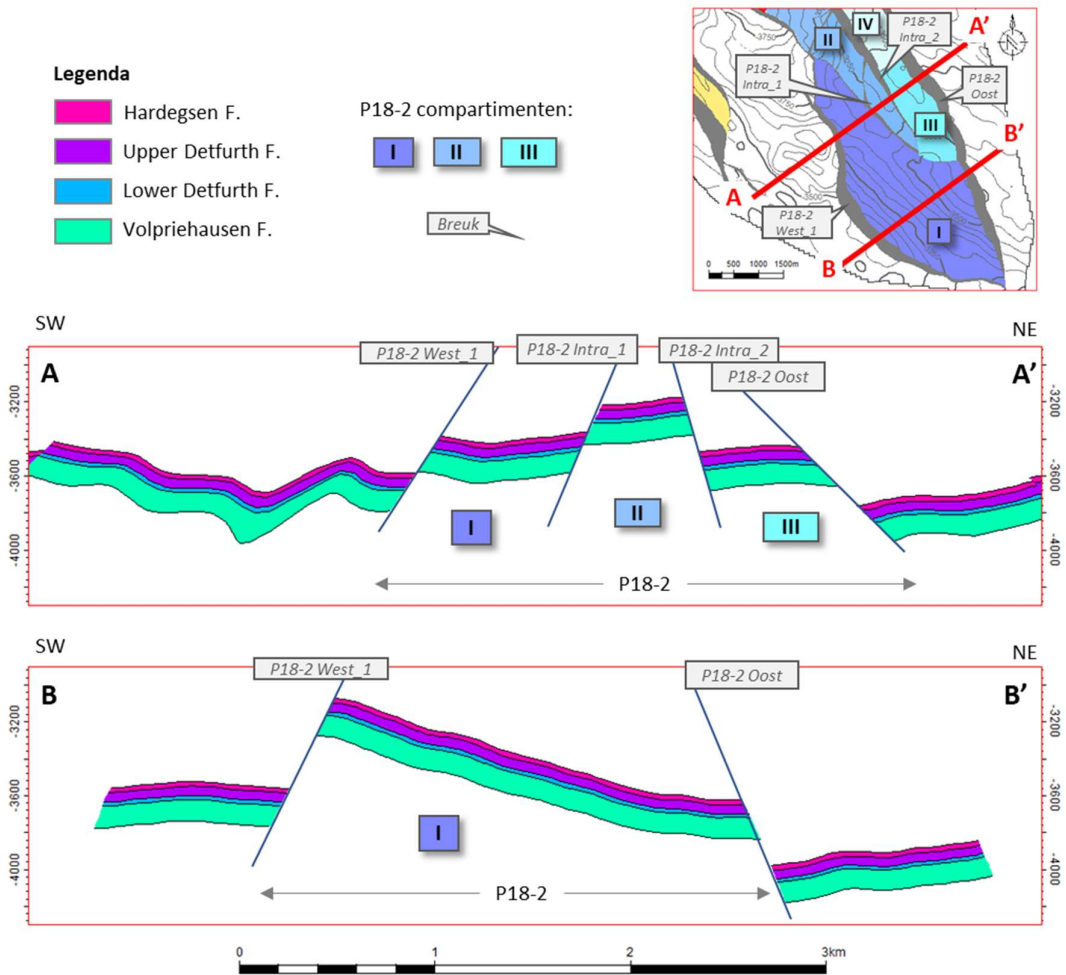 Legenda
Hardegsen F.
Upper Detfurth F.
Lower Detfurth F.
Volpriehausen F.
P18-2 compartimenten:
I II III
Breuk
P18-2
Intra_1
II
IV
P18-2
Intra_2
A'
N
P18-2
Oost
III
B'
A
P18-2
West_1
B
I
3750
3750
3500
0 500 1000 1500m
SW NE
P18-2 West_1 P18-2 Intra_1 P18-2 Intra_2
P18-2 Oost
A A'
-3200 -3200
-3600 -3600
-4000 -4000
I II III
P18-2
SW NE
P18-2 West_1 P18-2 Oost
B B'
-3200 -3200
-3600 -3600
-4000 -4000
I
P18-2
0 1 2 3km